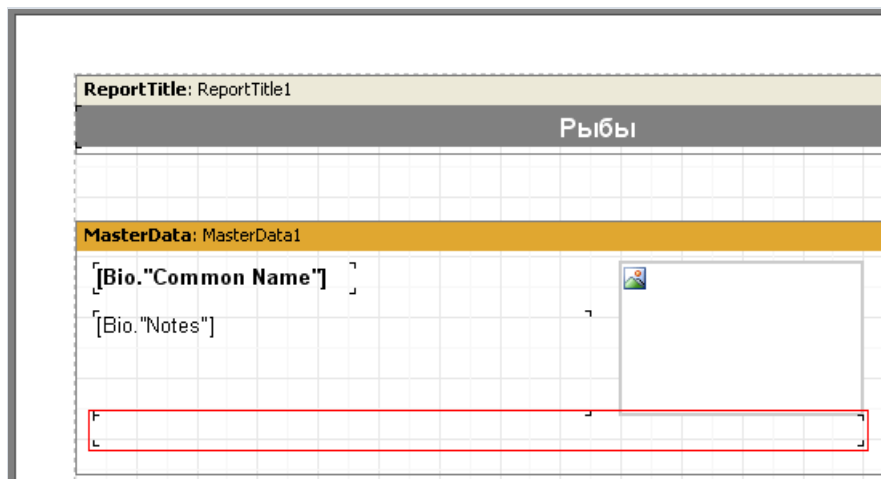 ReportTitle: ReportTitle1
Рыбы
MasterData: MasterData1
[Bio."Common Name"]
[Bio."Notes"]